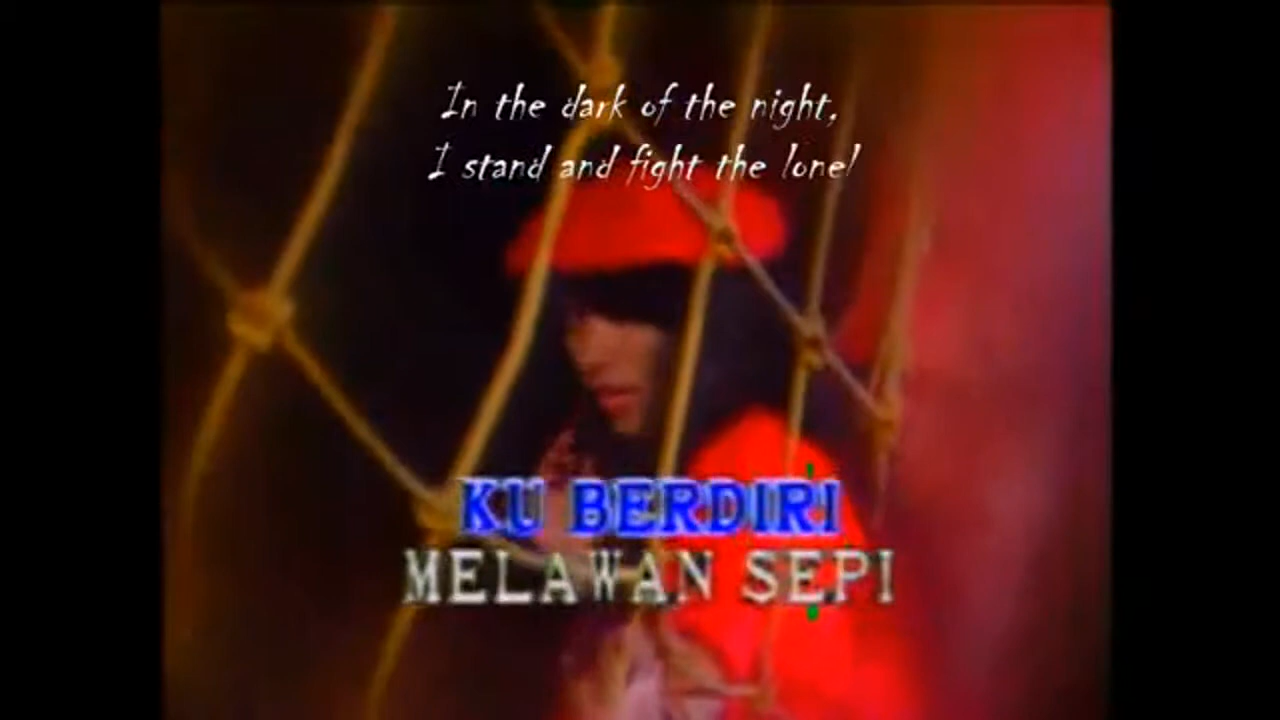 In the dark of the night,
I stand and fight the lonel
KU BERDIRI
MELAWAN SEPI